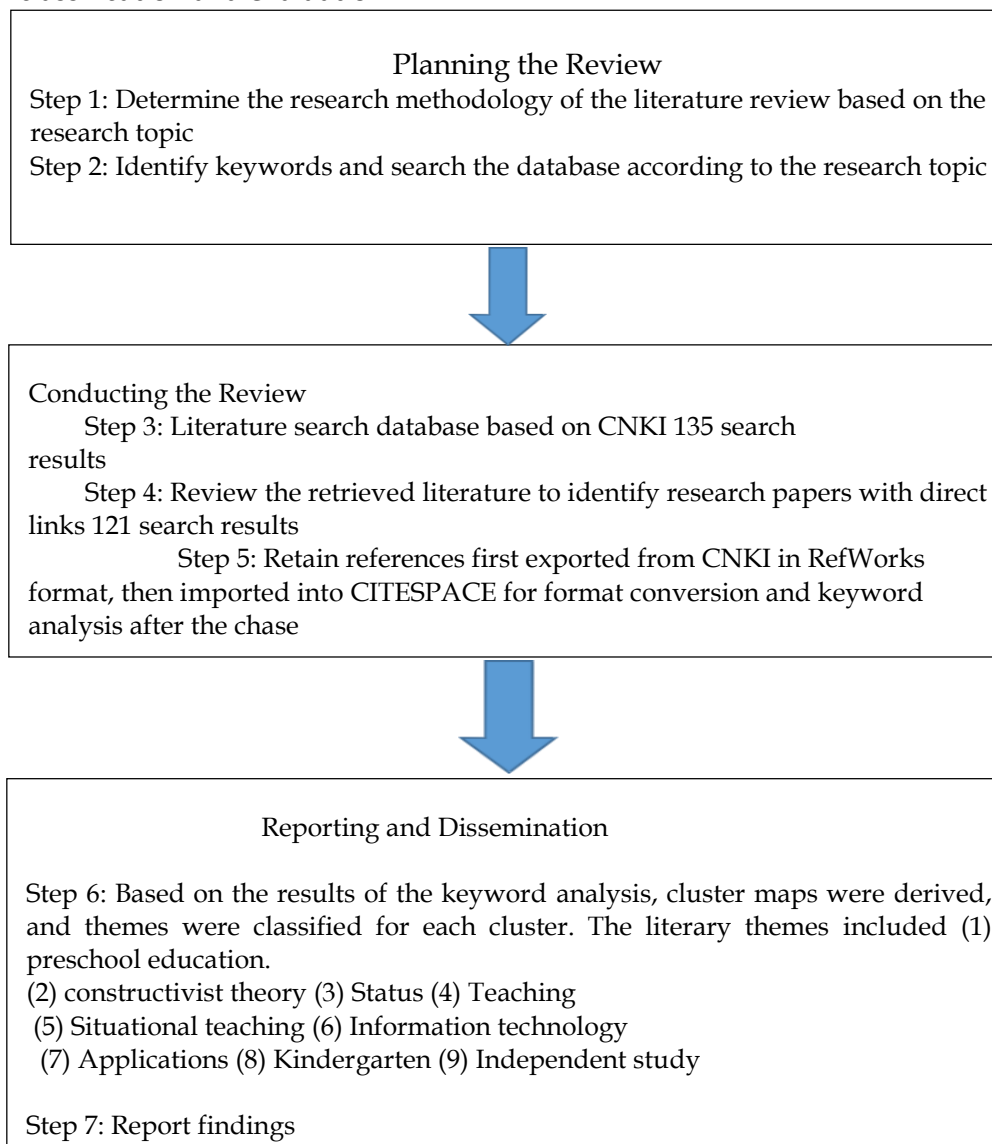 Planning the Review
Step 1: Determine the research methodology of the literature review based on the
research topic
Step 2: Identify keywords and search the database according to the research topic
Conducting the Review
Step 3: Literature search database based on CNKI 135 search
results
Step 4: Review the retrieved literature to identify research papers with direct
links 121 search results
Step 5: Retain references first exported from CNKI in RefWorks
format, then imported into CITESPACE for format conversion and keyword
analysis after the chase
Reporting and Dissemination
Step 6: Based on the results of the keyword analysis, cluster maps were derived,
and themes were classified for each cluster. The literary themes included (1)
preschool education.
(2) constructivist theory (3) Status (4) Teaching
(5) Situational teaching (6) Information technology
(7) Applications (8) Kindergarten (9) Independent study
Step 7: Report findings